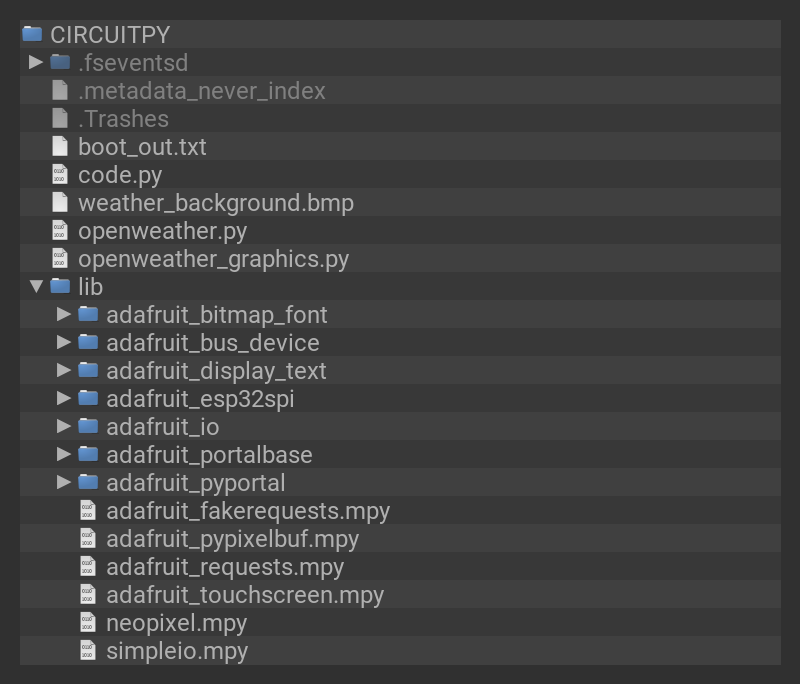 CIRCUITPY
.fseventsd
.metadata_never_index
.Trashes
boot_out.txt
code.py
weather_background.bmp
openweather.py
openweather_graphics.py
lib
adafruit_bitmap_font
adafruit_bus_device
adafruit_display_text
adafruit_esp32spi
adafruit_io
adafruit_portalbase
adafruit_pyportal
adafruit_fakerequests.mpy
adafruit_pypixelbuf.mpy
adafruit_requests.mpy
adafruit_touchscreen.mpy
neopixel.mpy
simpleio.mpy